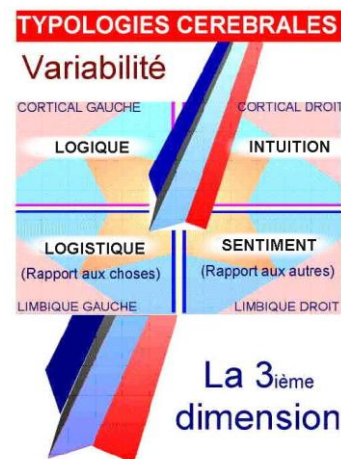 TYPOLOGIES CEREBRALES
Variabilité
CORTICAL GAUCHE
CORTICAL DROIT
LOGIQUE
INTUITION
LOGISTIQUE
SENTIMENT
(Rapport aux choses)
(Rapport aux autres)
LIMBIQUE GAUCHE
LIMBIQUE DROIT
La 3ième
dimension